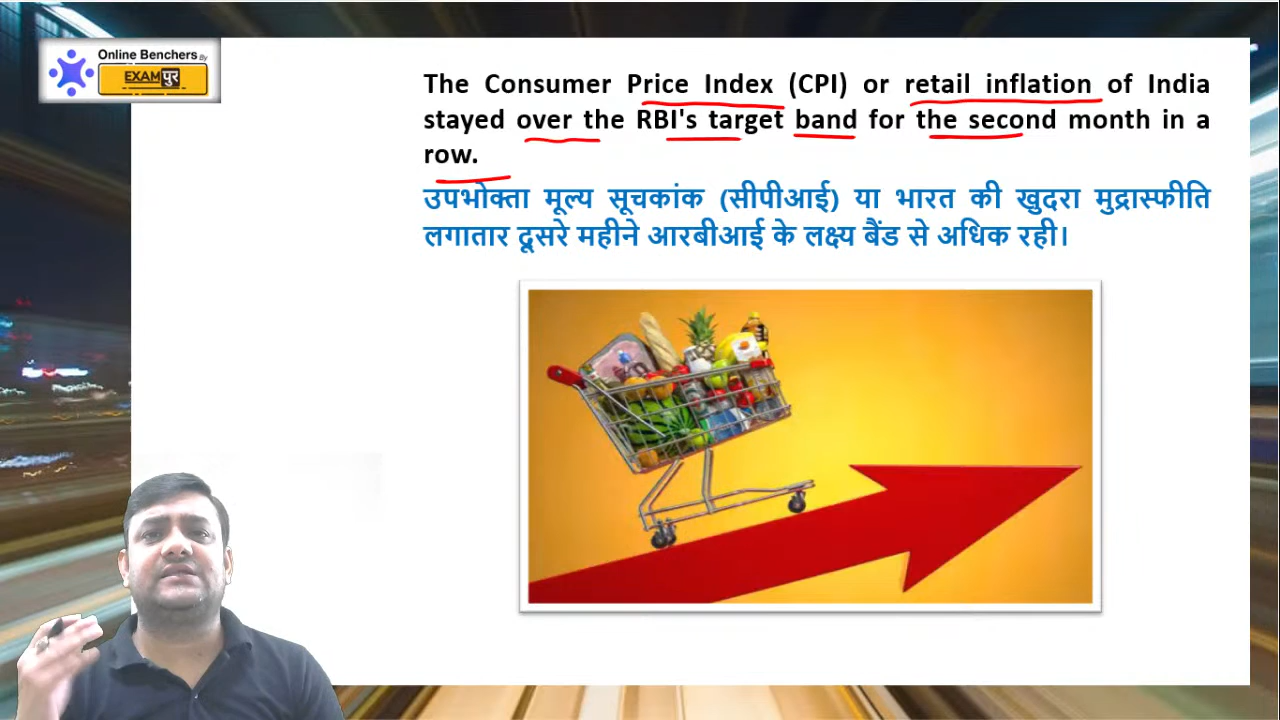 Online Benchers By
EXAMपुर
The Consumer Price Index (CPI) or retail inflation of India
stayed over the RBI's target band for the second month in a
row.
उपभोक्ता मूल्य सूचकांक (सीपीआई) या भारत की खुदरा मुद्रास्फीति
लगातार दूसरे महीने आरबीआई के लक्ष्य बैंड से अधिक रही।